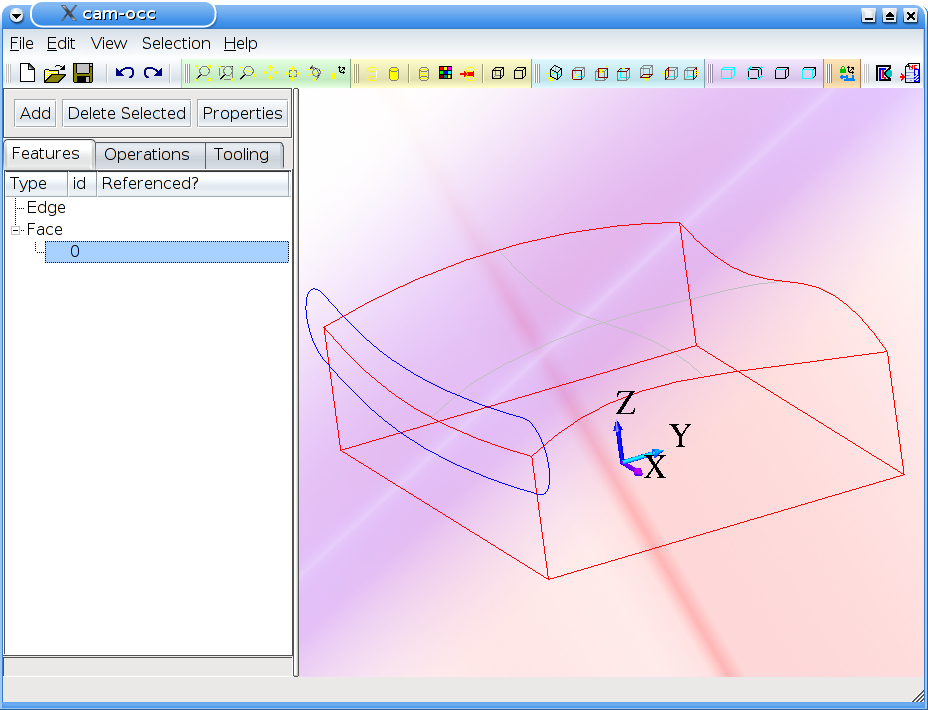 cam-occ
File Edit View Selection Help
Add Delete Selected Properties
Features Operations Tooling
Type id Referenced?
Edge
Face
0
Z
Y
X